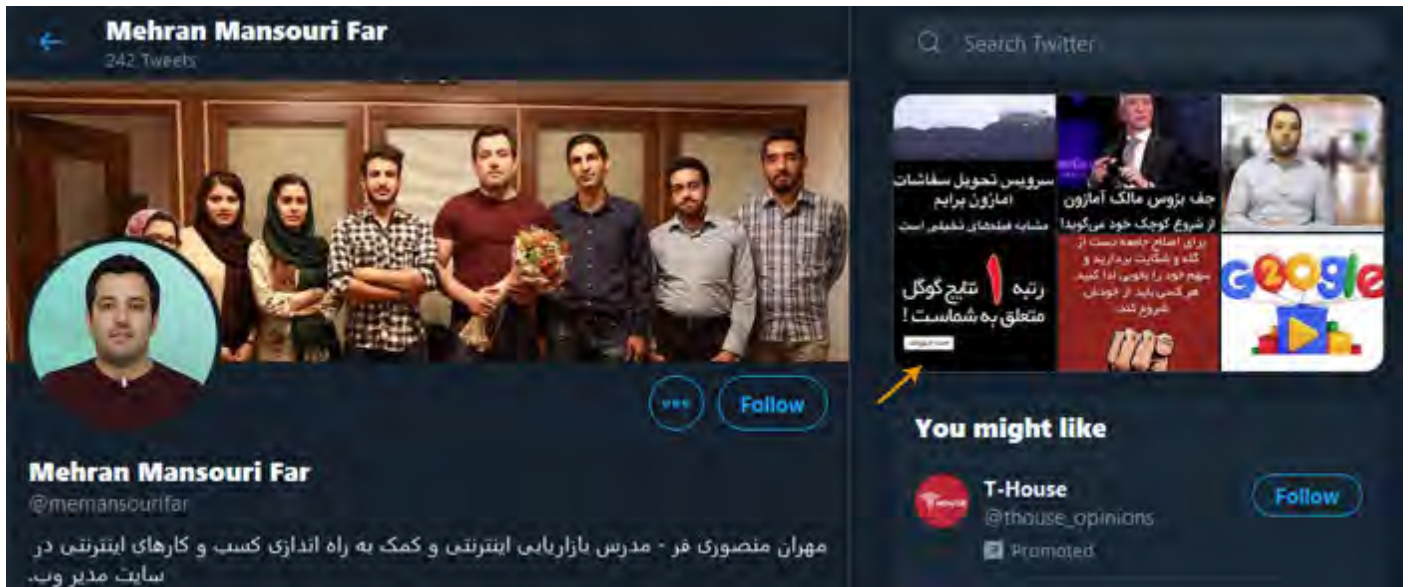 Mehran Mansouri Far
242 Tweets
Follow
Mehran Mansouri Far
@memansourifar
مهران منصوری فر - مدرس بازاریابی اینترنتی و کمک به راه اندازی کسب و کارهای اینترنتی در
سایت مدیر وب.
Search Twitter
سرویس تحویل سفاشات
آمازون برایم
مشابه فیلمهای تخیلی است
جف بزوس مالک آمازون
از شروع کوچک خود می‌گوید!
رتبه ۱ نتایج گوگل
متعلق به شماست !
برای اصلاح جامعه دست از
گله و شکایت بردارید و
سهم خود را بخوبی ادا کنید.
هر کسی باید از خودش
شروع کند.
Google
You might like
T-House
@thouse_opinions
Promoted
Follow